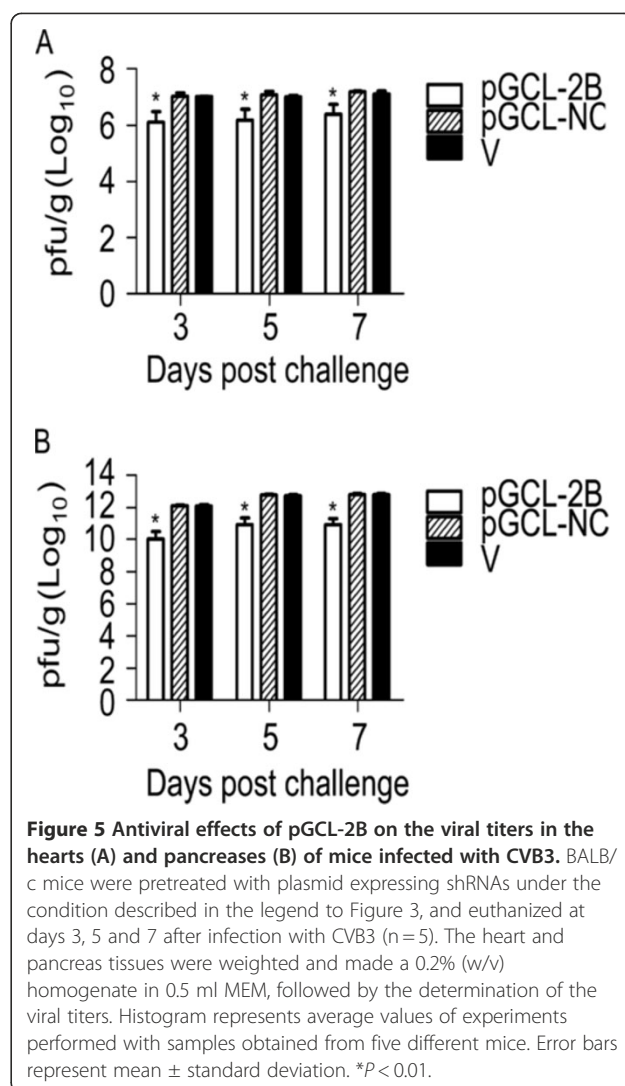 A
8
6
4
2
0
pfu/g (Log10)
* * *
3 5 7
Days post challenge
pGCL-2B
pGCL-NC
V
B
14
12
10
8
6
4
2
0
pfu/g (Log10)
* * *
3 5 7
Days post challenge
pGCL-2B
pGCL-NC
V
Figure 5 Antiviral effects of pGCL-2B on the viral titers in the
hearts (A) and pancreases (B) of mice infected with CVB3. BALB/
c mice were pretreated with plasmid expressing shRNAs under the
condition described in the legend to Figure 3, and euthanized at
days 3, 5 and 7 after infection with CVB3 (n = 5). The heart and
pancreas tissues were weighted and made a 0.2% (w/v)
homogenate in 0.5 ml MEM, followed by the determination of the
viral titers. Histogram represents average values of experiments
performed with samples obtained from five different mice. Error bars
represent mean ± standard deviation. *P < 0.01.